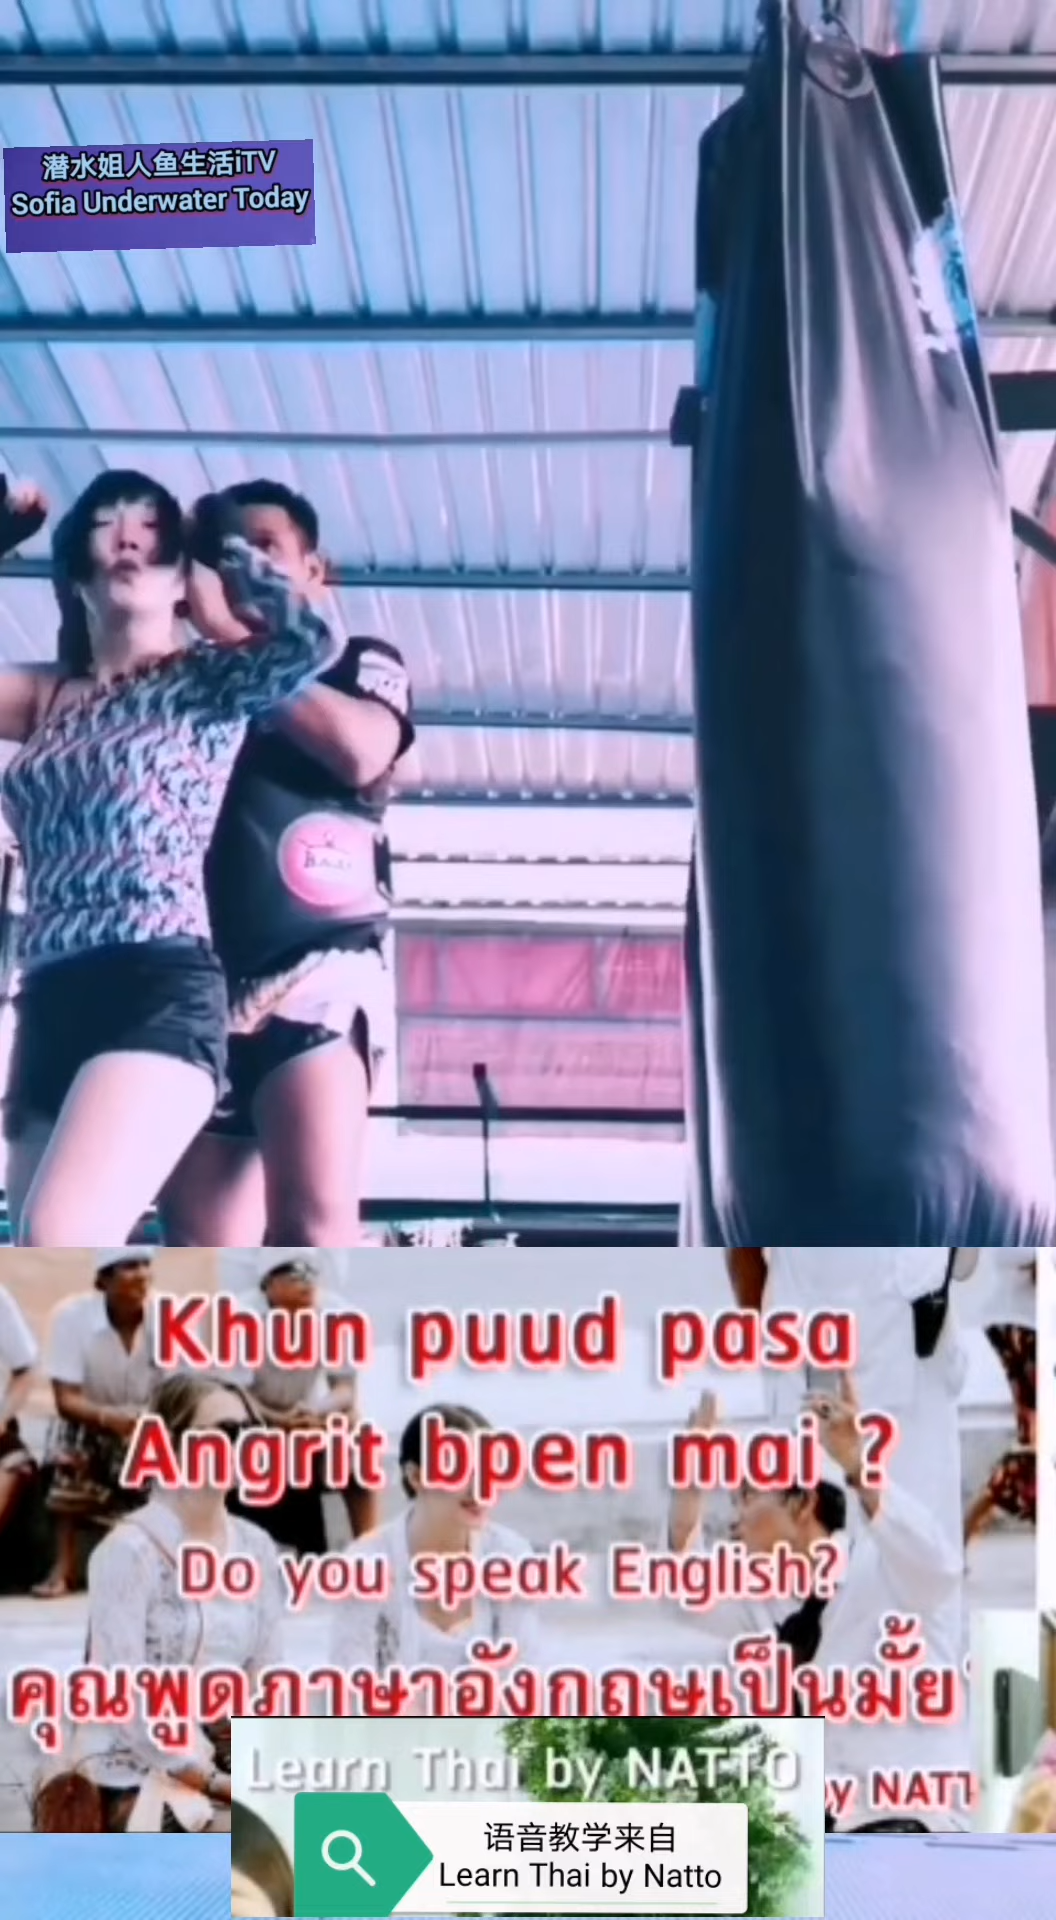 潜水姐人鱼生活iTV
Sofia Underwater Today
Khun puud pasa
Angrit bpen mai ?
Do you speak English?
คุณพูดภาษาอังกฤษเป็นมั้ย
Learn Thai by NATTO
by NATT
语音教学来自
Learn Thai by Natto